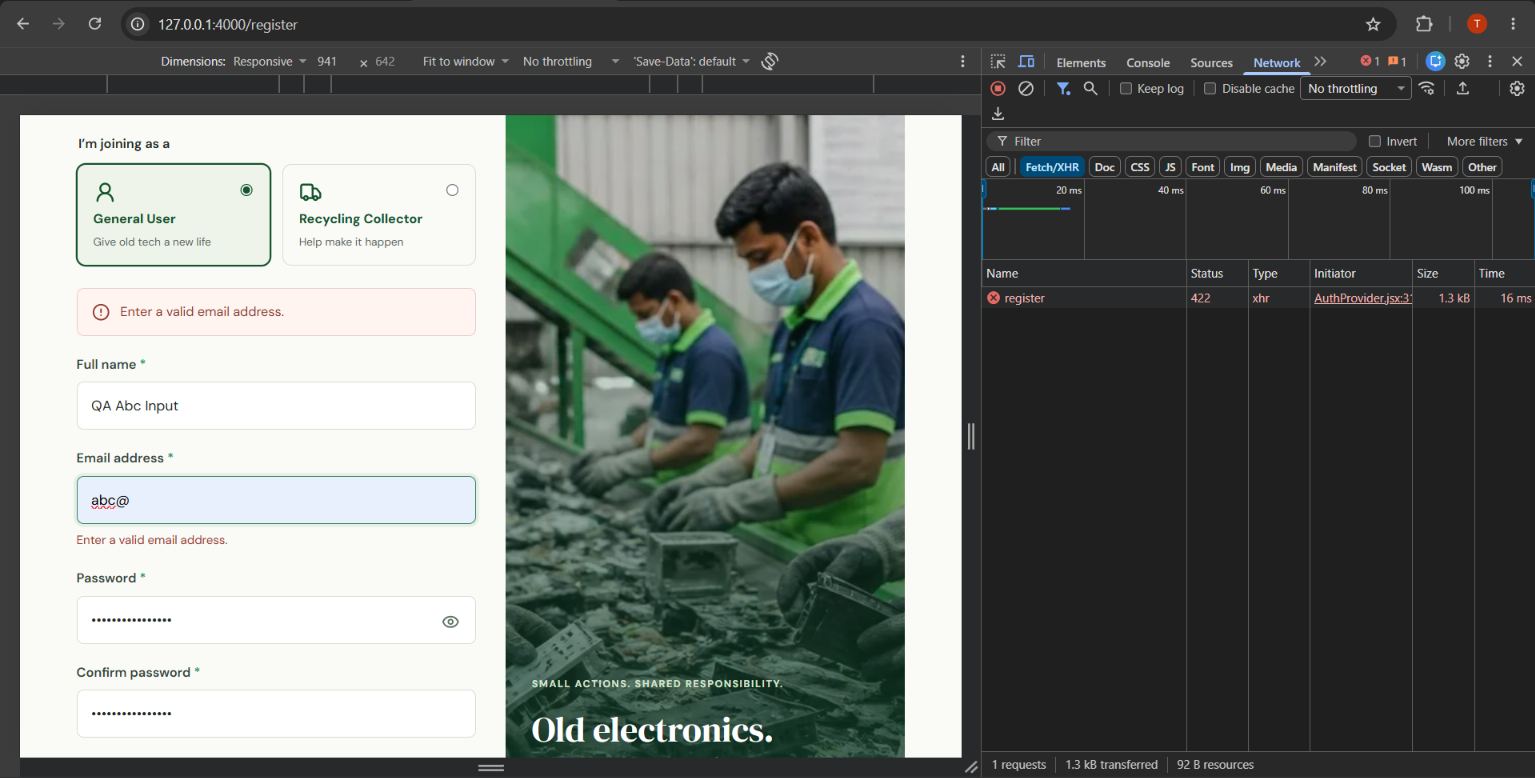 127.0.0.1:4000/register
T
Dimensions: Responsive 941 × 642 Fit to window No throttling 'Save-Data': default
Elements Console Sources Network 1 1
Keep log Disable cache No throttling
Filter Invert More filters
All Fetch/XHR Doc CSS JS Font Img Media Manifest Socket Wasm Other
20 ms 40 ms 60 ms 80 ms 100 ms
Name Status Type Initiator Size Time
register 422 xhr AuthProvider.jsx:31 1.3 kB 16 ms
1 requests 1.3 kB transferred 92 B resources
I'm joining as a
General User
Give old tech a new life
Recycling Collector
Help make it happen
Enter a valid email address.
Full name *
QA Abc Input
Email address *
abc@
Enter a valid email address.
Password *
••••••••••••••••
Confirm password *
••••••••••••••••
SMALL ACTIONS. SHARED RESPONSIBILITY.
Old electronics.